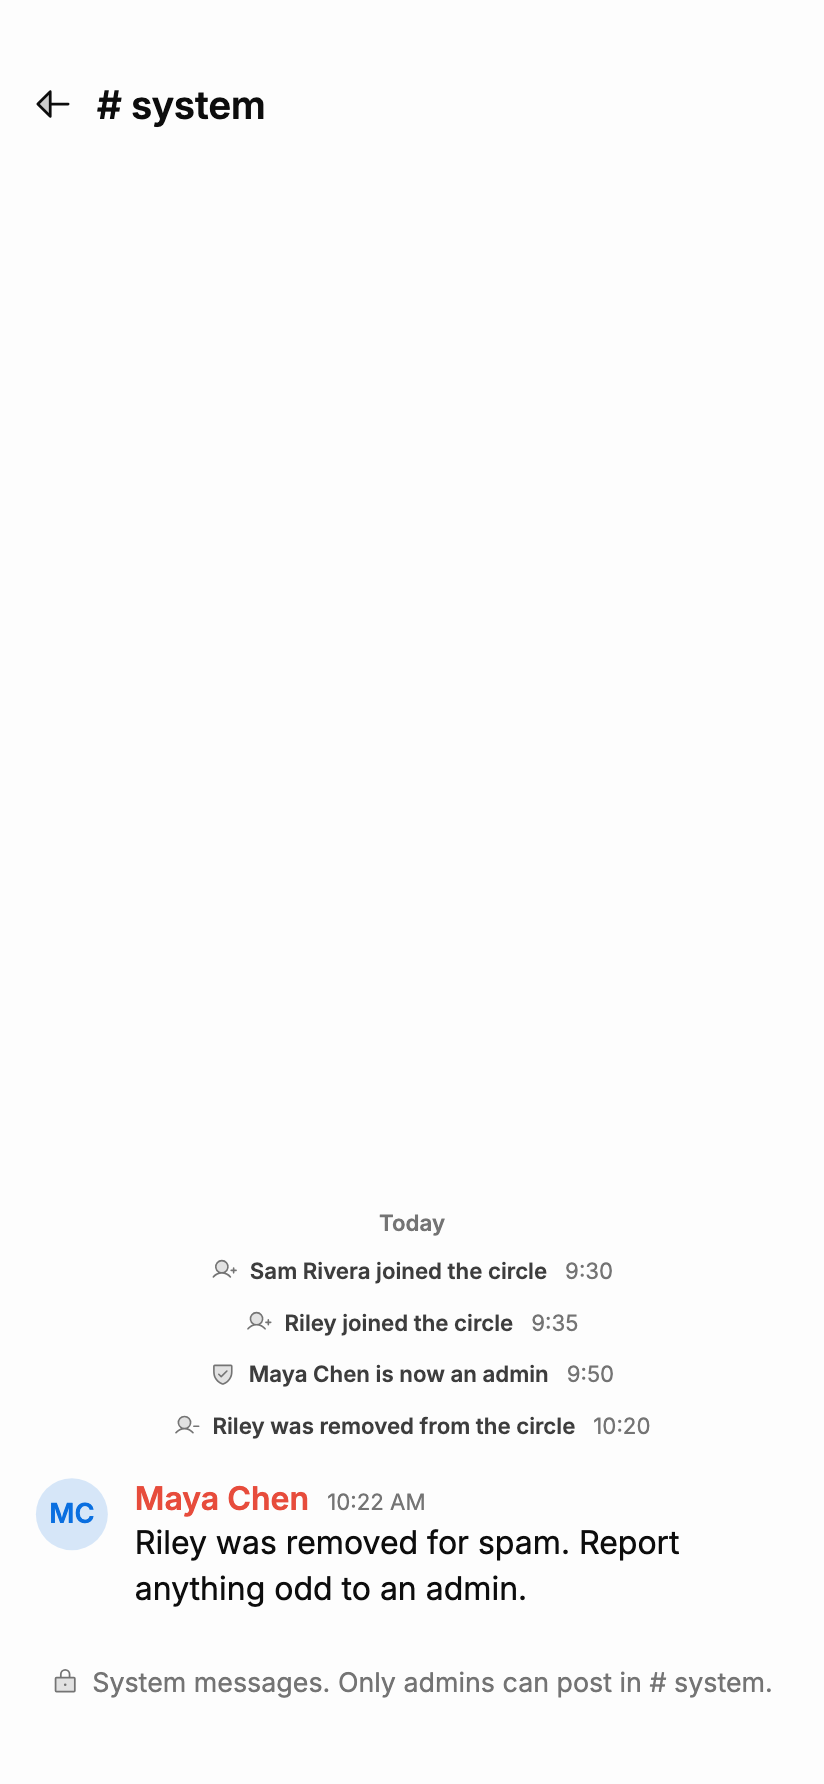 # system
Today
Sam Rivera joined the circle 9:30
Riley joined the circle 9:35
Maya Chen is now an admin 9:50
Riley was removed from the circle 10:20
MC
Maya Chen 10:22 AM
Riley was removed for spam. Report
anything odd to an admin.
System messages. Only admins can post in # system.